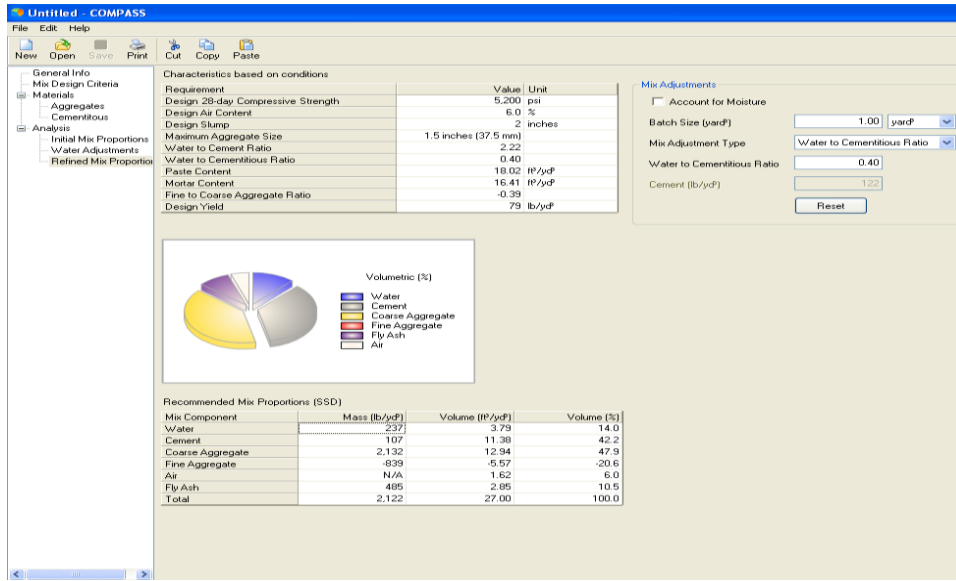 Untitled - COMPASS
File Edit Help
New Open Save Print Cut Copy Paste
General Info
Mix Design Criteria
Materials
Aggregates
Cementitous
Analysis
Initial Mix Proportions
Water Adjustments
Refined Mix Proportior
Characteristics based on conditions
Requirement Value Unit
Design 28-day Compressive Strength 5,200 psi
Design Air Content 6.0 %
Design Slump 2 inches
Maximum Aggregate Size 1.5 inches (37.5 mm)
Water to Cement Ratio 2.22
Water to Cementitious Ratio 0.40
Paste Content 18.02 ft³/yd³
Mortar Content 16.41 ft³/yd³
Fine to Coarse Aggregate Ratio -0.39
Design Yield 79 lb/yd³
Mix Adjustments
Account for Moisture
Batch Size (yard³) 1.00 yard³
Mix Adjustment Type Water to Cementitious Ratio
Water to Cementitious Ratio 0.40
Cement (lb/yd³) 122
Reset
Volumetric (%)
Water
Cement
Coarse Aggregate
Fine Aggregate
Fly Ash
Air
Recommended Mix Proportions (SSD)
Mix Component Mass (lb/yd³) Volume (ft³/yd³) Volume (%)
Water 237 3.79 14.0
Cement 107 11.38 42.2
Coarse Aggregate 2,132 12.94 47.9
Fine Aggregate -839 -5.57 -20.6
Air N/A 1.62 6.0
Fly Ash 485 2.85 10.5
Total 2,122 27.00 100.0